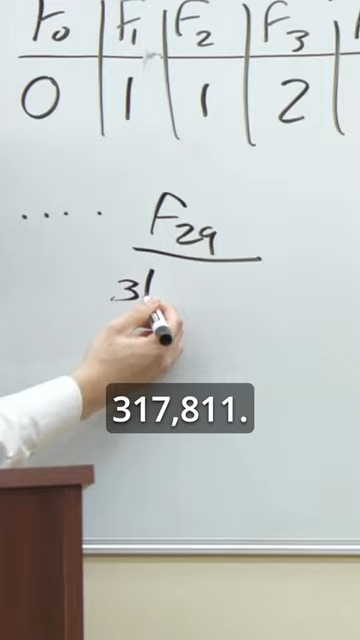 F₀ F₁ F₂ F₃
0 1 1 2
.... F₂₉
31
317,811.